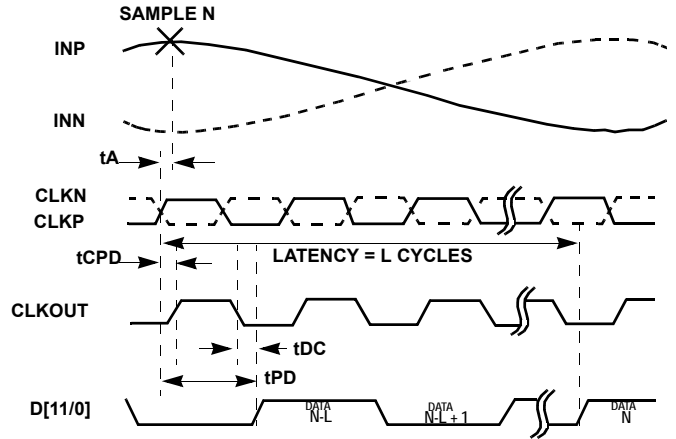 SAMPLE N
INP
INN
tA
CLKN
CLKP
LATENCY = L CYCLES
tCPD
CLKOUT
tDC
tPD
D[11/0]
DATA
N-L
DATA
N-L + 1
DATA
N